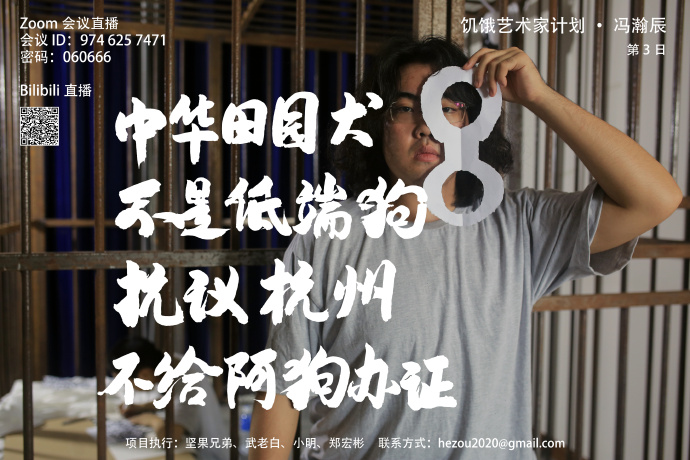 Zoom 会议直播
会议 ID：974 625 7471
密码：060666
Bilibili 直播
饥饿艺术家计划 • 冯瀚辰
第 3 日
中华田园犬
不是低端狗
抗议杭州
不给阿狗办证
项目执行：坚果兄弟、武老白、小明、郑宏彬 联系方式：hezou2020@gmail.com